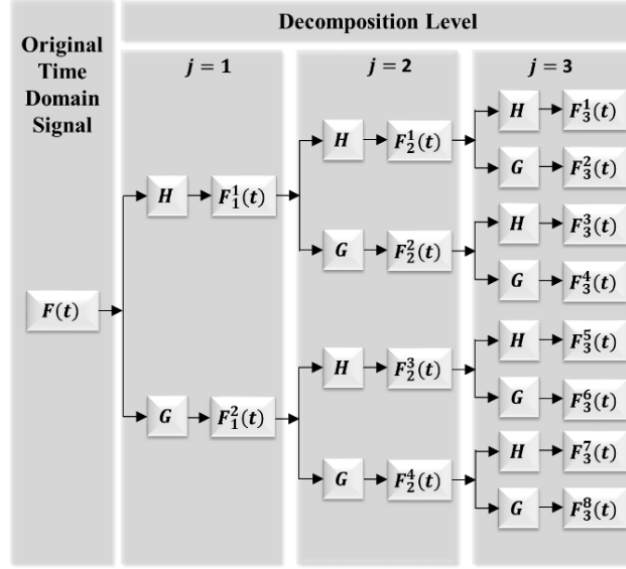 Decomposition Level
Original
Time
Domain
Signal
j = 1
j = 2
j = 3
F(t)
H
F_1^1(t)
G
F_1^2(t)
H
F_2^1(t)
G
F_2^2(t)
H
F_2^3(t)
G
F_2^4(t)
H
F_3^1(t)
G
F_3^2(t)
H
F_3^3(t)
G
F_3^4(t)
H
F_3^5(t)
G
F_3^6(t)
H
F_3^7(t)
G
F_3^8(t)